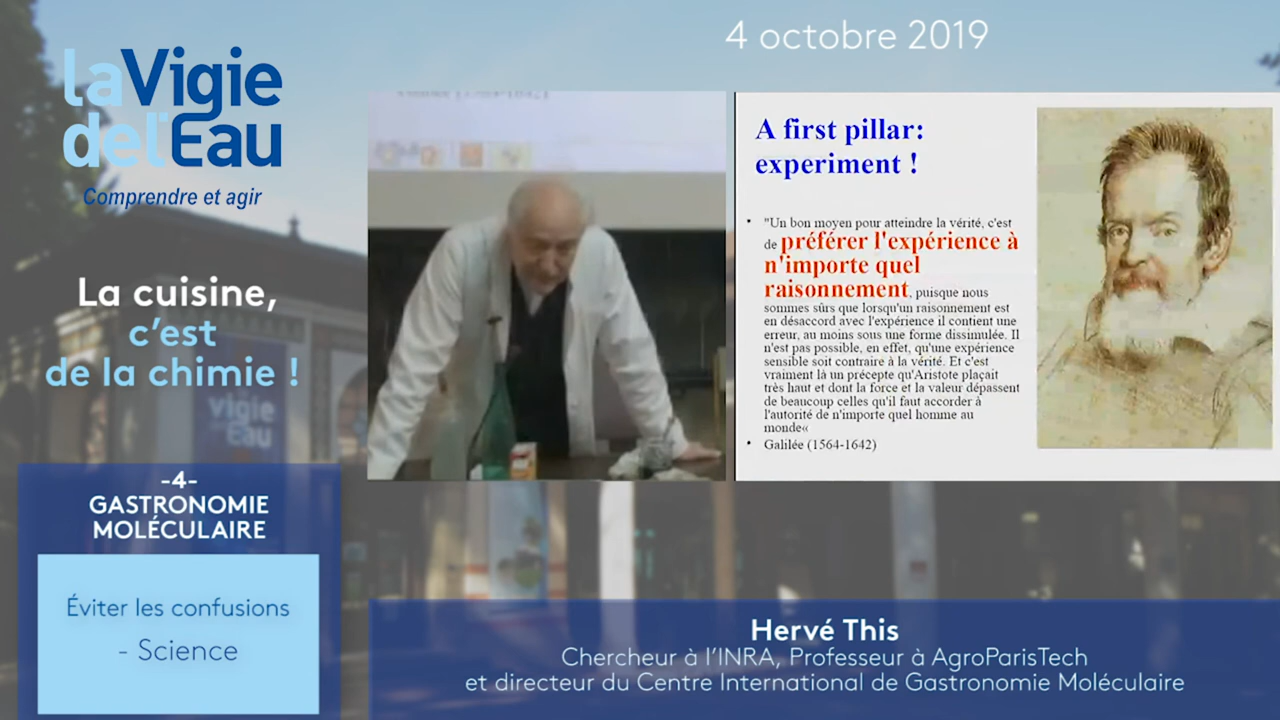 4 octobre 2019
laVigie
del'Eau
Comprendre et agir
La cuisine,
c'est
de la chimie !
vigie
Eau
-4-
GASTRONOMIE
MOLÉCULAIRE
Éviter les confusions
- Science
A first pillar:
experiment !
• "Un bon moyen pour atteindre la vérité, c'est
de préférer l'expérience à
n'importe quel
raisonnement, puisque nous
sommes sûrs que lorsqu'un raisonnement est
en désaccord avec l'expérience il contient une
erreur, au moins sous une forme dissimulée. Il
n'est pas possible, en effet, qu'une expérience
sensible soit contraire à la vérité. Et c'est
vraiment là un précepte qu'Aristote plaçait
très haut et dont la force et la valeur dépassent
de beaucoup celles qu'il faut accorder à
l'autorité de n'importe quel homme au
monde«
• Galilée (1564-1642)
Hervé This
Chercheur à l'INRA, Professeur à AgroParisTech
et directeur du Centre International de Gastronomie Moléculaire